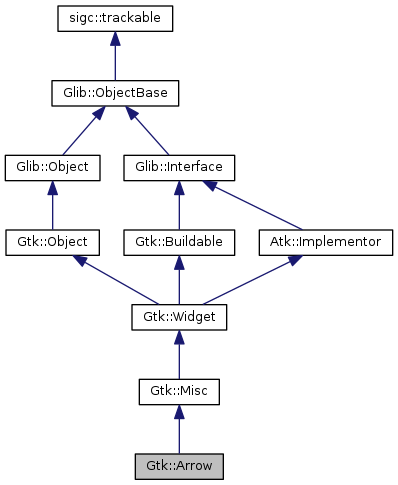 sigc::trackable
Glib::ObjectBase
Glib::Object
Glib::Interface
Gtk::Object
Gtk::Buildable
Atk::Implementor
Gtk::Widget
Gtk::Misc
Gtk::Arrow